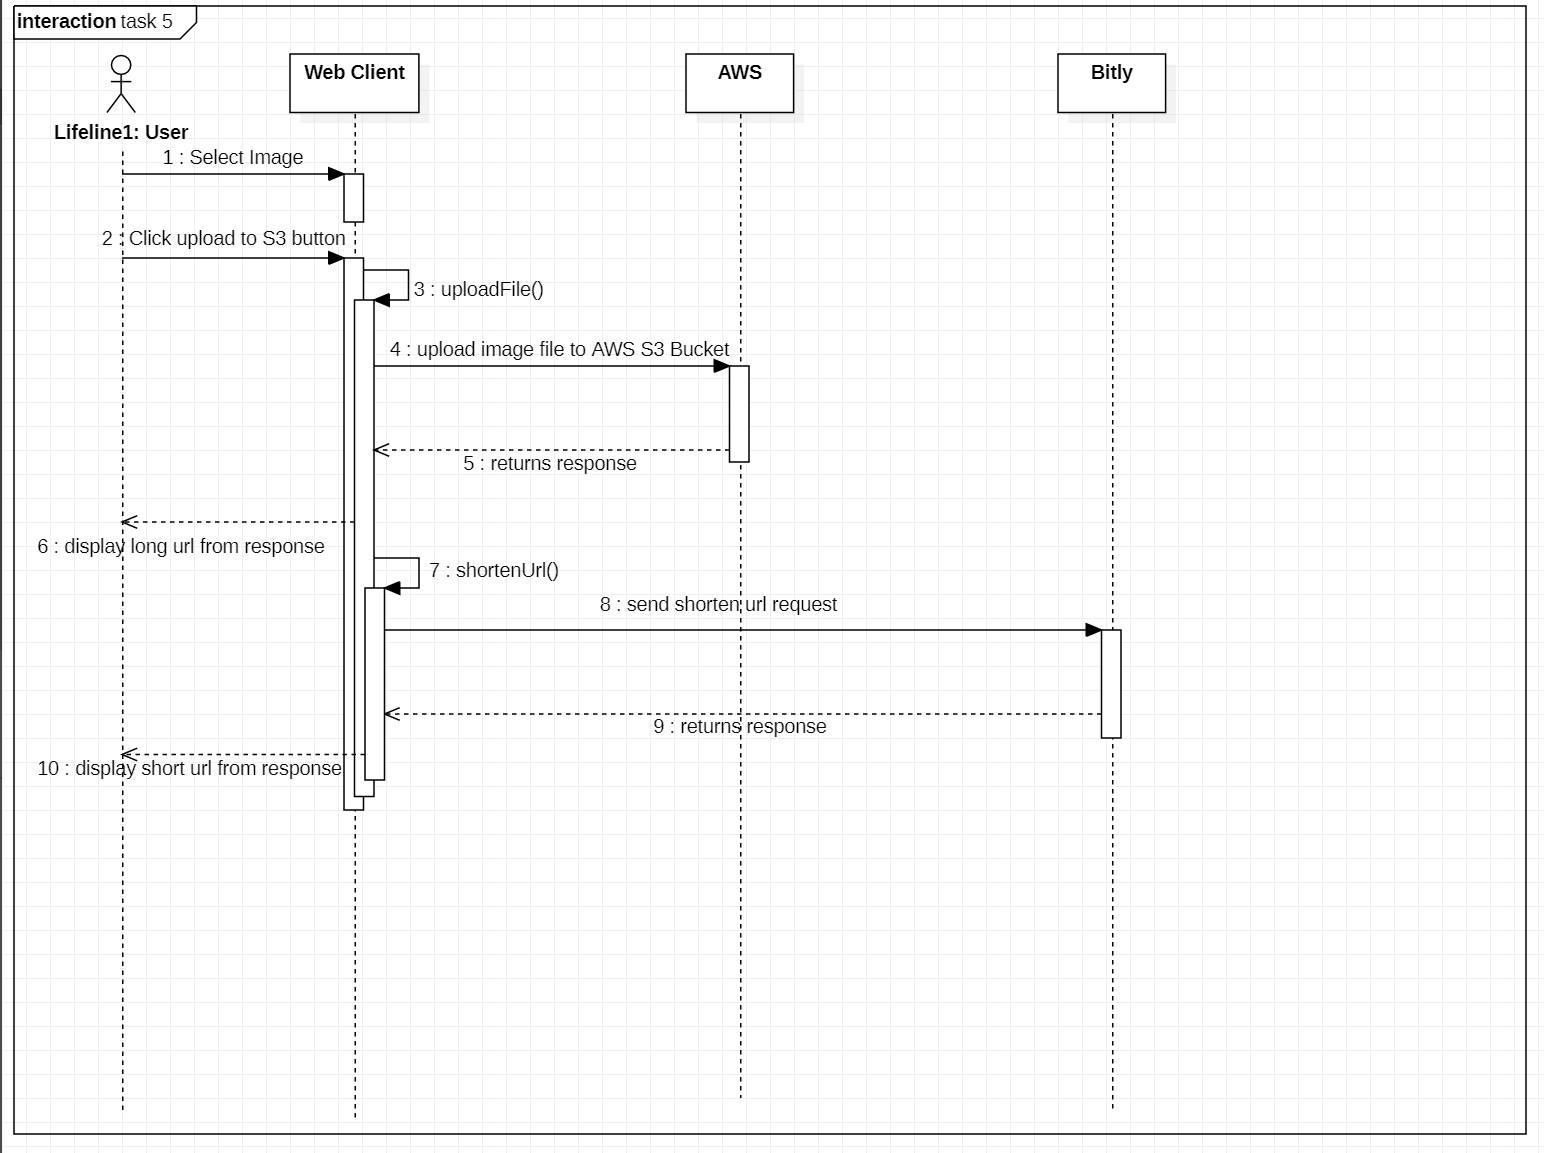 interaction task 5
Web Client
AWS
Bitly
Lifeline1: User
1 : Select Image
2 : Click upload to S3 button
3 : uploadFile()
4 : upload image file to AWS S3 Bucket
5 : returns response
6 : display long url from response
7 : shortenUrl()
8 : send shorten url request
9 : returns response
10 : display short url from response